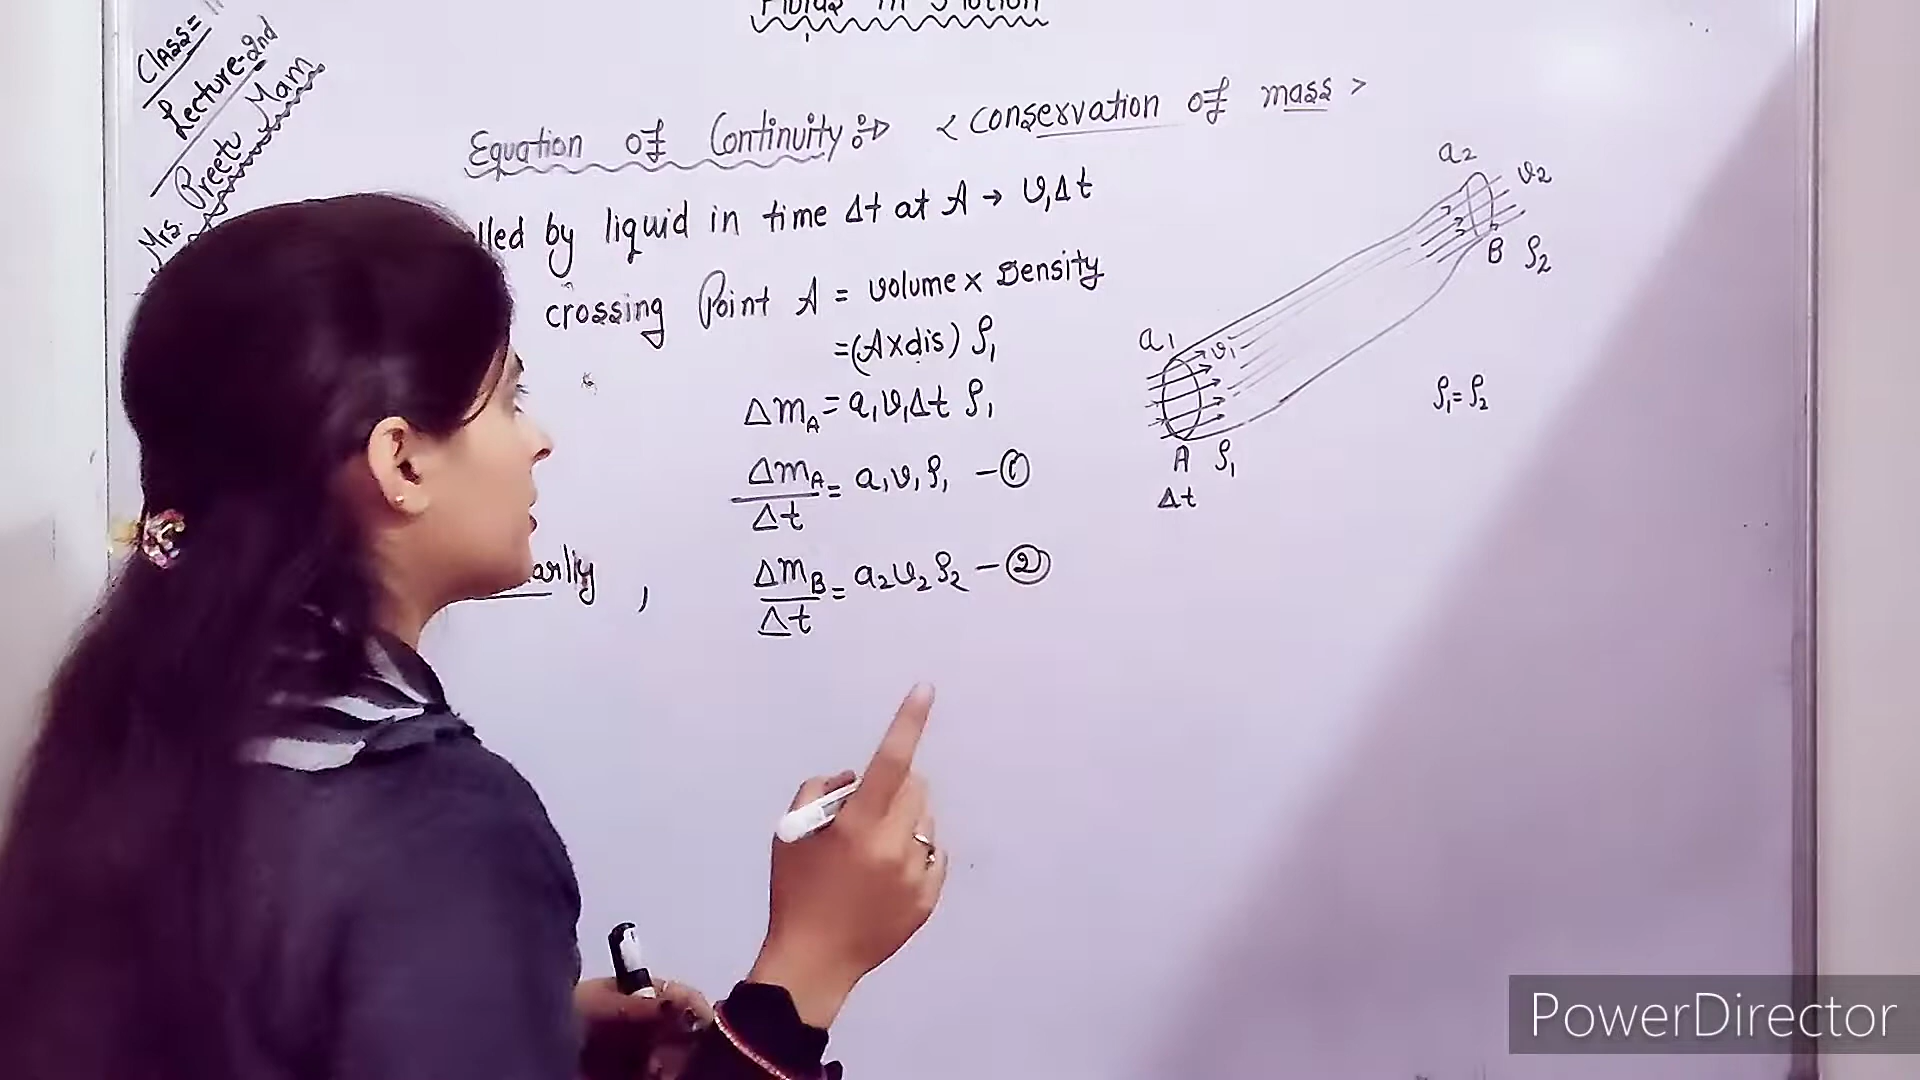 Fluids in Motion
Class= 11
Lecture-2nd
Mrs. Preetu Mam
Equation of Continuity :⇒ < Conservation of mass >
lled by liquid in time Δt at A → v₁Δt
crossing Point A = volume × Density
=(A×dis) ρ₁
Δm_A = a₁v₁Δt ρ₁
Δm_A/Δt = a₁v₁ρ₁ – ①
arlly , Δm_B/Δt = a₂v₂ρ₂ – ②
a₂
v₂
B ρ₂
a₁ v₁
A ρ₁
Δt
ρ₁=ρ₂
PowerDirector